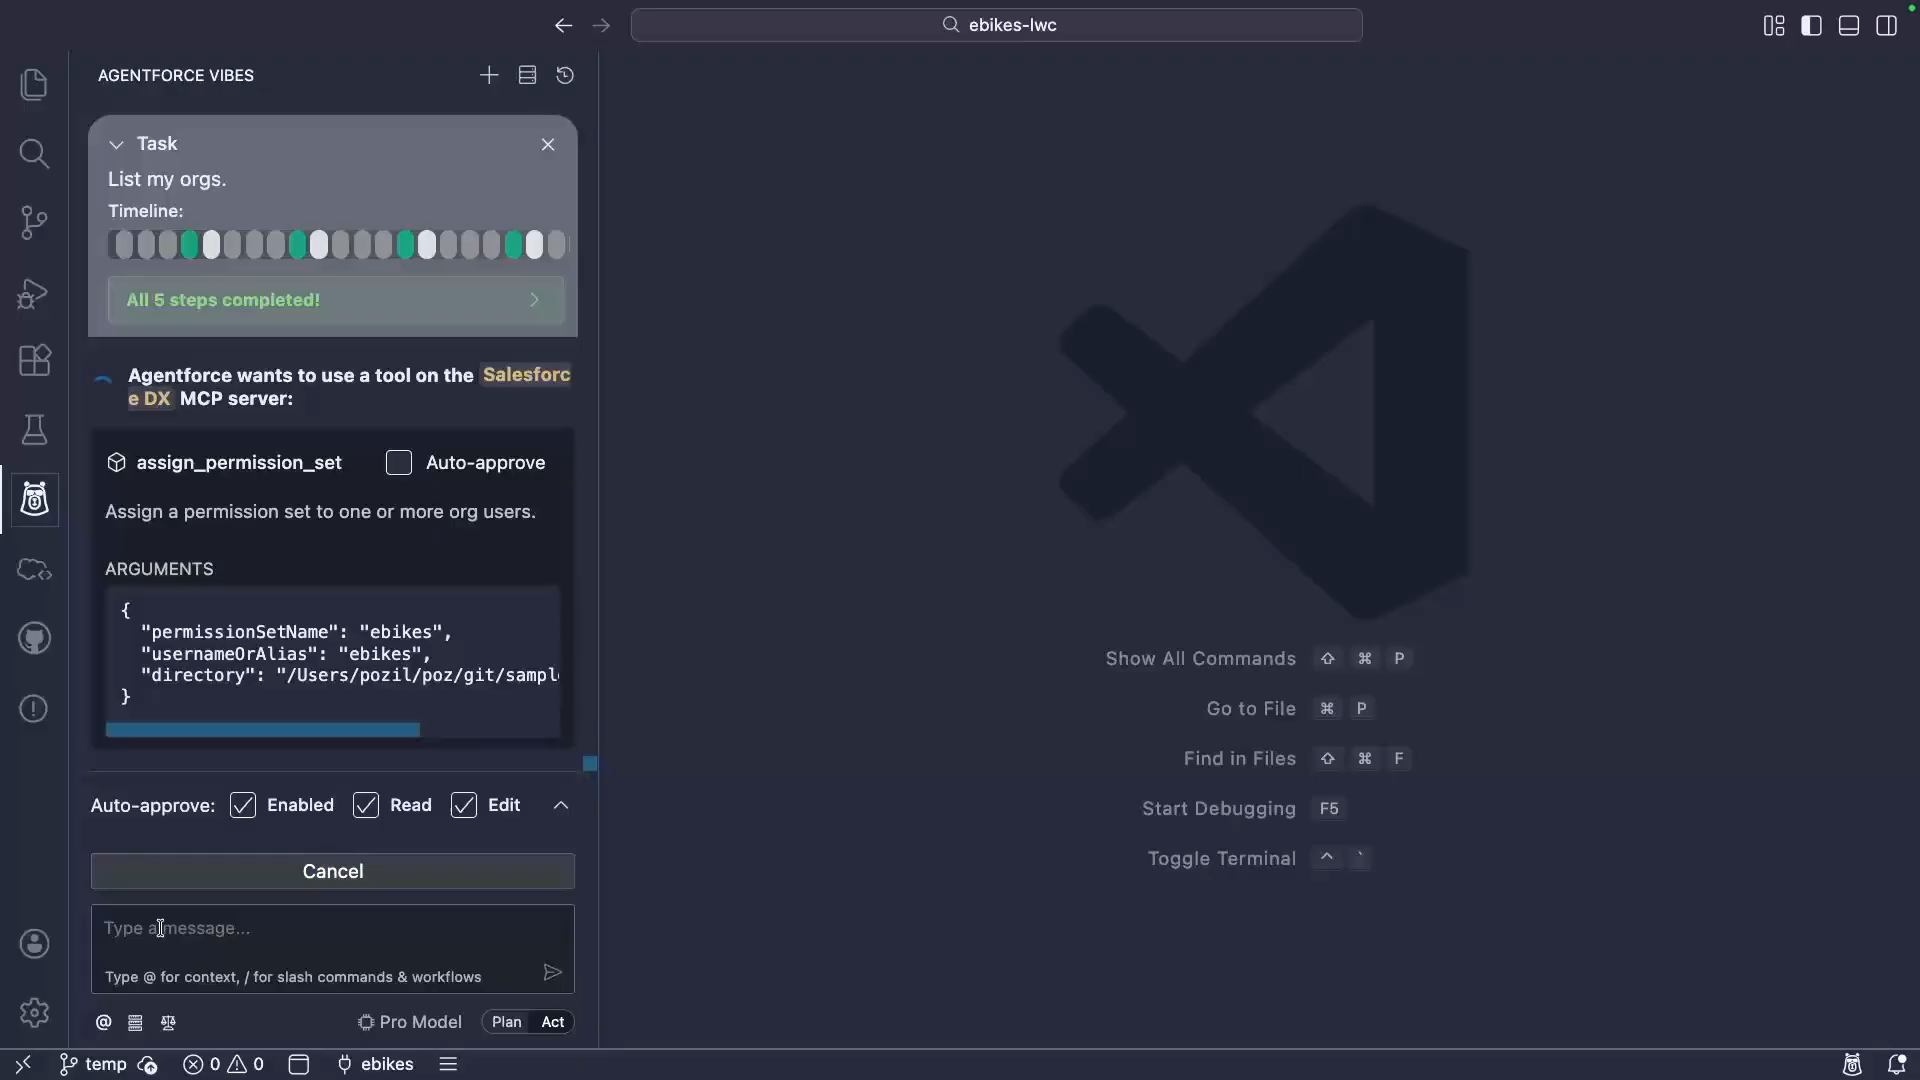 ebikes-lwc
AGENTFORCE VIBES
Task
List my orgs.
Timeline:
All 5 steps completed!
Agentforce wants to use a tool on the Salesforc
e DX MCP server:
assign_permission_set Auto-approve
Assign a permission set to one or more org users.
ARGUMENTS
{
"permissionSetName": "ebikes",
"usernameOrAlias": "ebikes",
"directory": "/Users/pozil/poz/git/sampl
}
Auto-approve: Enabled Read Edit
Cancel
Type a message...
Type @ for context, / for slash commands & workflows
@ Pro Model Plan Act
temp 0 0 ebikes
Show All Commands ⇧ ⌘ P
Go to File ⌘ P
Find in Files ⇧ ⌘ F
Start Debugging F5
Toggle Terminal ^ `